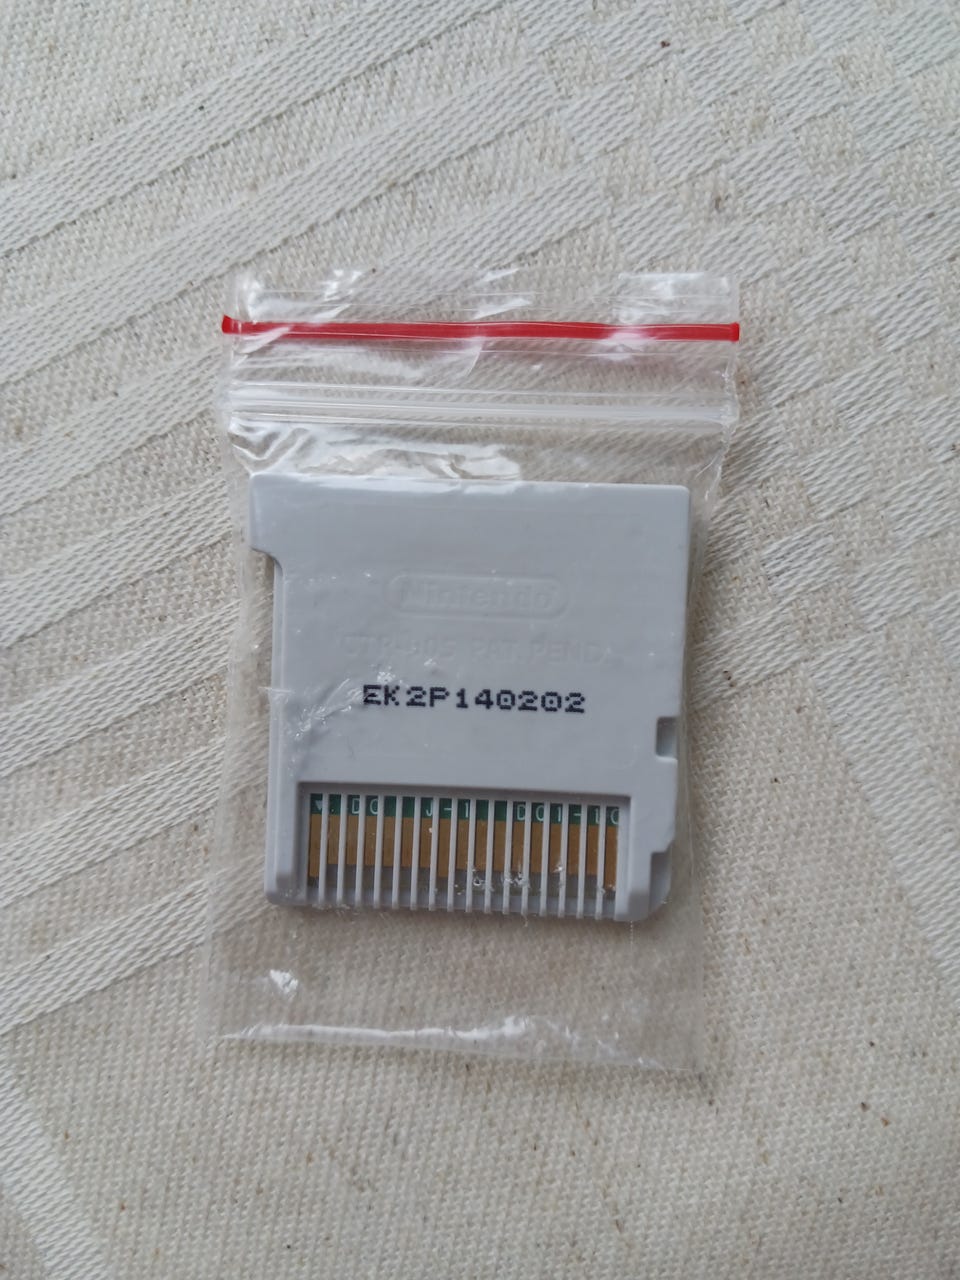 Nintendo
CTR-005 PAT. PEND.
EK2P140202